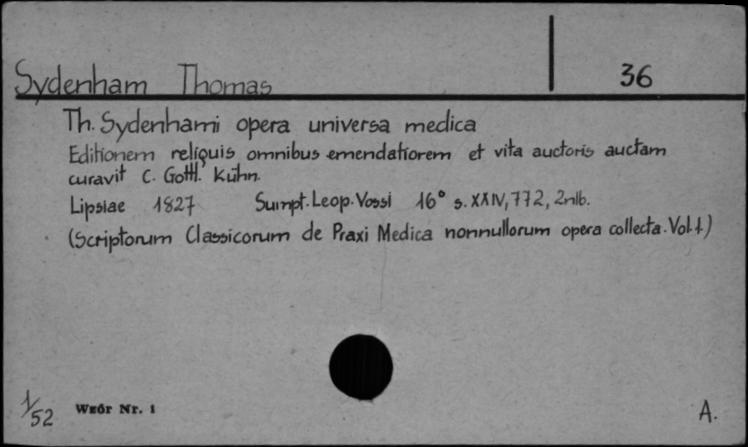 Sydenham Thomas 36
Th. Sydenhami opera universa medica
Editionem reliquis omnibus emendatiorem et vita auctoris auctam
curavit C. Gottl. Kühn.
Lipsiae 1827 Sumpt. Leop. Vossi 16° s. XXIV, 772, 2nlb.
(Scriptorum Classicorum de Praxi Medica nonnullorum opera collecta. Vol. 1.)
1/52 Wzór Nr. 1 A.